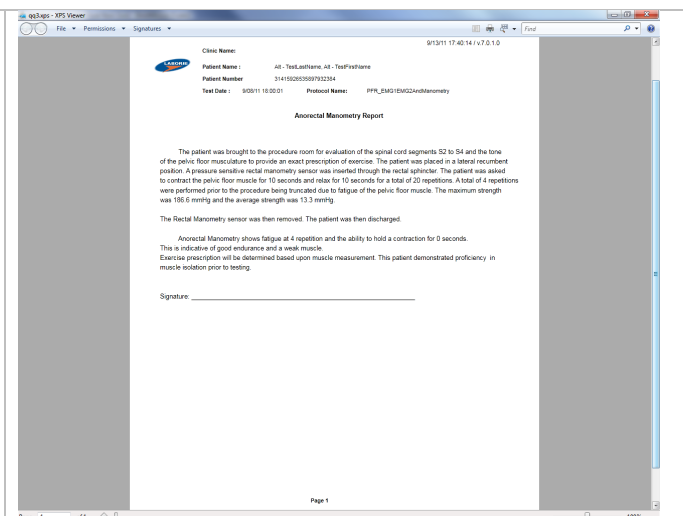 qq3.xps - XPS Viewer
File Permissions Signatures Find
9/13/11 17:40:14 / v.7.0.1.0
Clinic Name:
LABORIE
Patient Name : Alt - TestLastName, Alt - TestFirstName
Patient Number 31415926535897932384
Test Date : 9/08/11 18:00:01 Protocol Name: PFR_EMG1EMG2AndManometry
Anorectal Manometry Report
The patient was brought to the procedure room for evaluation of the spinal cord segments S2 to S4 and the tone
of the pelvic floor musculature to provide an exact prescription of exercise. The patient was placed in a lateral recumbent
position. A pressure sensitive rectal manometry sensor was inserted through the rectal sphincter. The patient was asked
to contract the pelvic floor muscle for 10 seconds and relax for 10 seconds for a total of 20 repetitions. A total of 4 repetitions
were performed prior to the procedure being truncated due to fatigue of the pelvic floor muscle. The maximum strength
was 186.6 mmHg and the average strength was 13.3 mmHg.
The Rectal Manometry sensor was then removed. The patient was then discharged.
Anorectal Manometry shows fatigue at 4 repetition and the ability to hold a contraction for 0 seconds.
This is indicative of good endurance and a weak muscle.
Exercise prescription will be determined based upon muscle measurement. This patient demonstrated proficiency in
muscle isolation prior to testing.
Signature:
Page 1